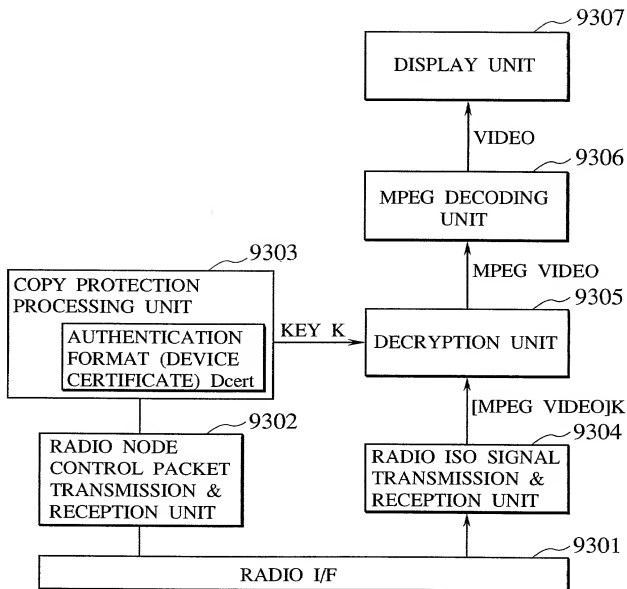 9307
DISPLAY UNIT
VIDEO
9306
MPEG DECODING
UNIT
MPEG VIDEO
9303
COPY PROTECTION
PROCESSING UNIT
AUTHENTICATION
FORMAT (DEVICE
CERTIFICATE) Dcert
KEY K
9305
DECRYPTION UNIT
[MPEG VIDEO]K
9302
RADIO NODE
CONTROL PACKET
TRANSMISSION &
RECEPTION UNIT
9304
RADIO ISO SIGNAL
TRANSMISSION &
RECEPTION UNIT
9301
RADIO I/F